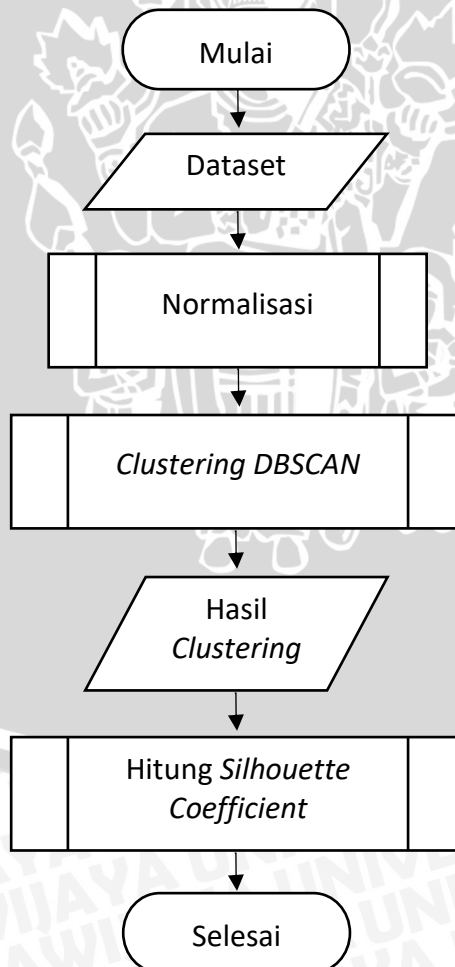 Mulai
Dataset
Normalisasi
Clustering DBSCAN
Hasil
Clustering
Hitung Silhouette
Coefficient
Selesai